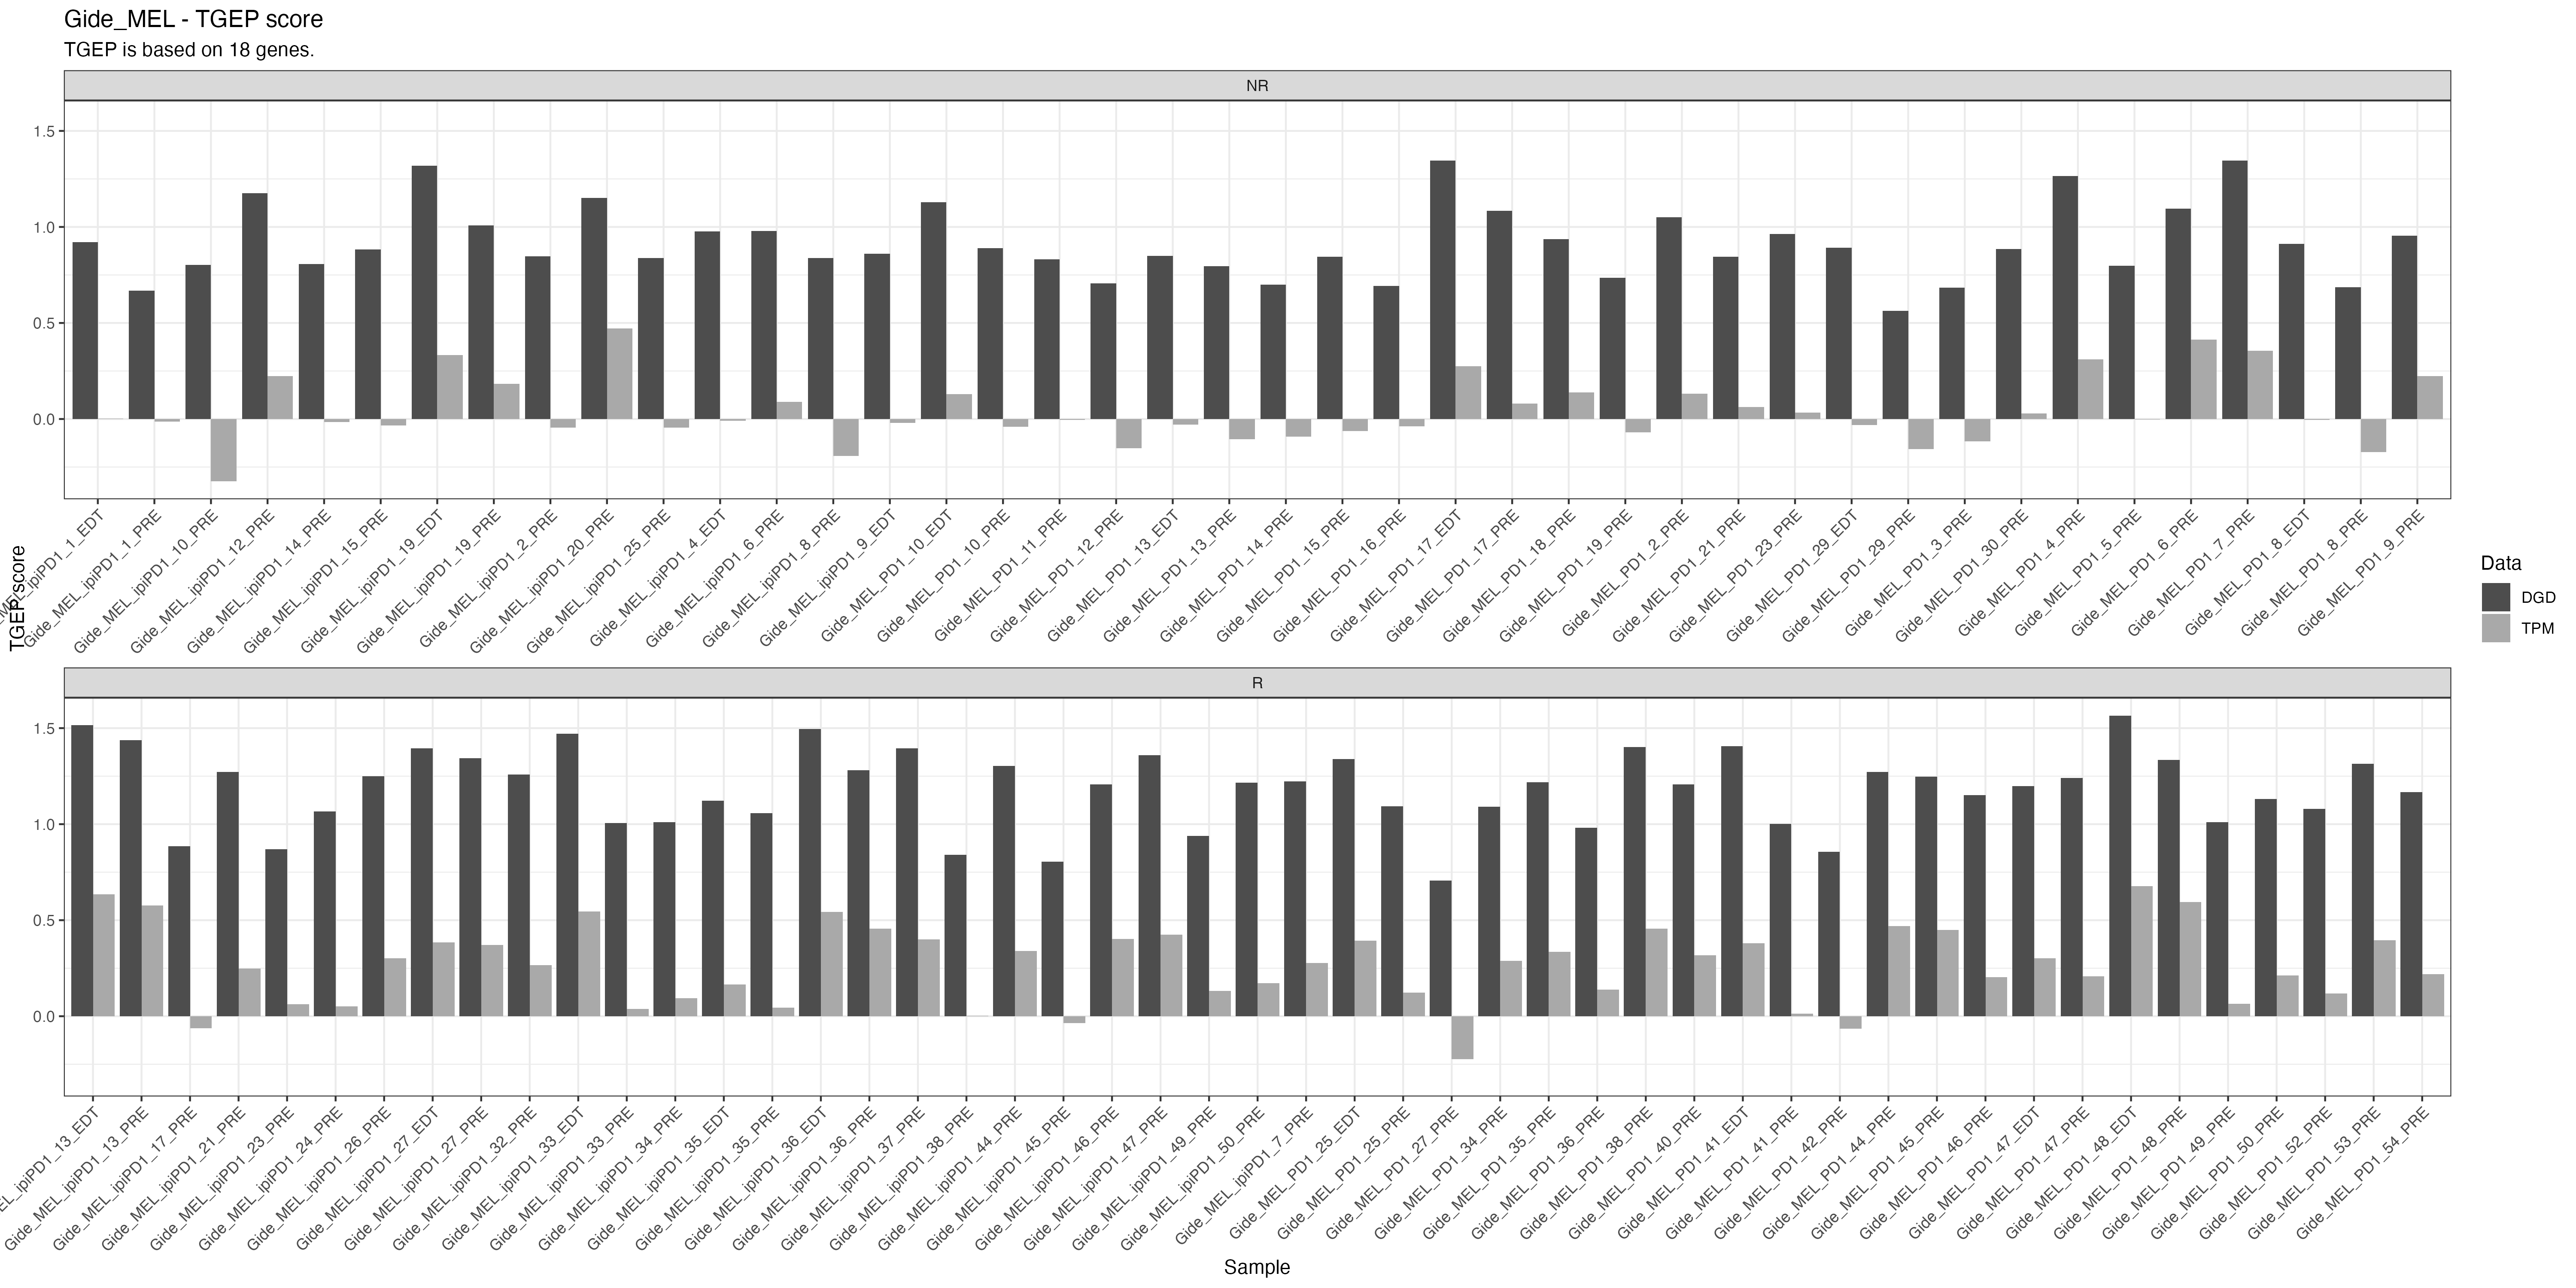 Gide_MEL - TGEP score
TGEP is based on 18 genes.
NR
1.5
1.0
0.5
0.0
_MEL_ipiPD1_1_EDT
Gide_MEL_ipiPD1_1_PRE
Gide_MEL_ipiPD1_10_PRE
Gide_MEL_ipiPD1_12_PRE
Gide_MEL_ipiPD1_14_PRE
Gide_MEL_ipiPD1_15_PRE
Gide_MEL_ipiPD1_19_EDT
Gide_MEL_ipiPD1_19_PRE
Gide_MEL_ipiPD1_2_PRE
Gide_MEL_ipiPD1_20_PRE
Gide_MEL_ipiPD1_25_PRE
Gide_MEL_ipiPD1_4_EDT
Gide_MEL_ipiPD1_6_PRE
Gide_MEL_ipiPD1_8_PRE
Gide_MEL_ipiPD1_9_EDT
Gide_MEL_PD1_10_EDT
Gide_MEL_PD1_10_PRE
Gide_MEL_PD1_11_PRE
Gide_MEL_PD1_12_PRE
Gide_MEL_PD1_13_EDT
Gide_MEL_PD1_13_PRE
Gide_MEL_PD1_14_PRE
Gide_MEL_PD1_15_PRE
Gide_MEL_PD1_16_PRE
Gide_MEL_PD1_17_EDT
Gide_MEL_PD1_17_PRE
Gide_MEL_PD1_18_PRE
Gide_MEL_PD1_19_PRE
Gide_MEL_PD1_2_PRE
Gide_MEL_PD1_21_PRE
Gide_MEL_PD1_23_PRE
Gide_MEL_PD1_29_EDT
Gide_MEL_PD1_29_PRE
Gide_MEL_PD1_3_PRE
Gide_MEL_PD1_30_PRE
Gide_MEL_PD1_4_PRE
Gide_MEL_PD1_5_PRE
Gide_MEL_PD1_6_PRE
Gide_MEL_PD1_7_PRE
Gide_MEL_PD1_8_EDT
Gide_MEL_PD1_8_PRE
Gide_MEL_PD1_9_PRE
TGEP score
Data
DGD
TPM
R
1.5
1.0
0.5
0.0
EL_ipiPD1_13_EDT
Gide_MEL_ipiPD1_13_PRE
Gide_MEL_ipiPD1_17_PRE
Gide_MEL_ipiPD1_21_PRE
Gide_MEL_ipiPD1_23_PRE
Gide_MEL_ipiPD1_24_PRE
Gide_MEL_ipiPD1_26_PRE
Gide_MEL_ipiPD1_27_EDT
Gide_MEL_ipiPD1_27_PRE
Gide_MEL_ipiPD1_32_PRE
Gide_MEL_ipiPD1_33_EDT
Gide_MEL_ipiPD1_33_PRE
Gide_MEL_ipiPD1_34_PRE
Gide_MEL_ipiPD1_35_EDT
Gide_MEL_ipiPD1_35_PRE
Gide_MEL_ipiPD1_36_EDT
Gide_MEL_ipiPD1_36_PRE
Gide_MEL_ipiPD1_37_PRE
Gide_MEL_ipiPD1_38_PRE
Gide_MEL_ipiPD1_44_PRE
Gide_MEL_ipiPD1_45_PRE
Gide_MEL_ipiPD1_46_PRE
Gide_MEL_ipiPD1_47_PRE
Gide_MEL_ipiPD1_49_PRE
Gide_MEL_ipiPD1_50_PRE
Gide_MEL_ipiPD1_7_PRE
Gide_MEL_PD1_25_EDT
Gide_MEL_PD1_25_PRE
Gide_MEL_PD1_27_PRE
Gide_MEL_PD1_34_PRE
Gide_MEL_PD1_35_PRE
Gide_MEL_PD1_36_PRE
Gide_MEL_PD1_38_PRE
Gide_MEL_PD1_40_PRE
Gide_MEL_PD1_41_EDT
Gide_MEL_PD1_41_PRE
Gide_MEL_PD1_42_PRE
Gide_MEL_PD1_44_PRE
Gide_MEL_PD1_45_PRE
Gide_MEL_PD1_46_PRE
Gide_MEL_PD1_47_EDT
Gide_MEL_PD1_47_PRE
Gide_MEL_PD1_48_EDT
Gide_MEL_PD1_48_PRE
Gide_MEL_PD1_49_PRE
Gide_MEL_PD1_50_PRE
Gide_MEL_PD1_52_PRE
Gide_MEL_PD1_53_PRE
Gide_MEL_PD1_54_PRE
Sample